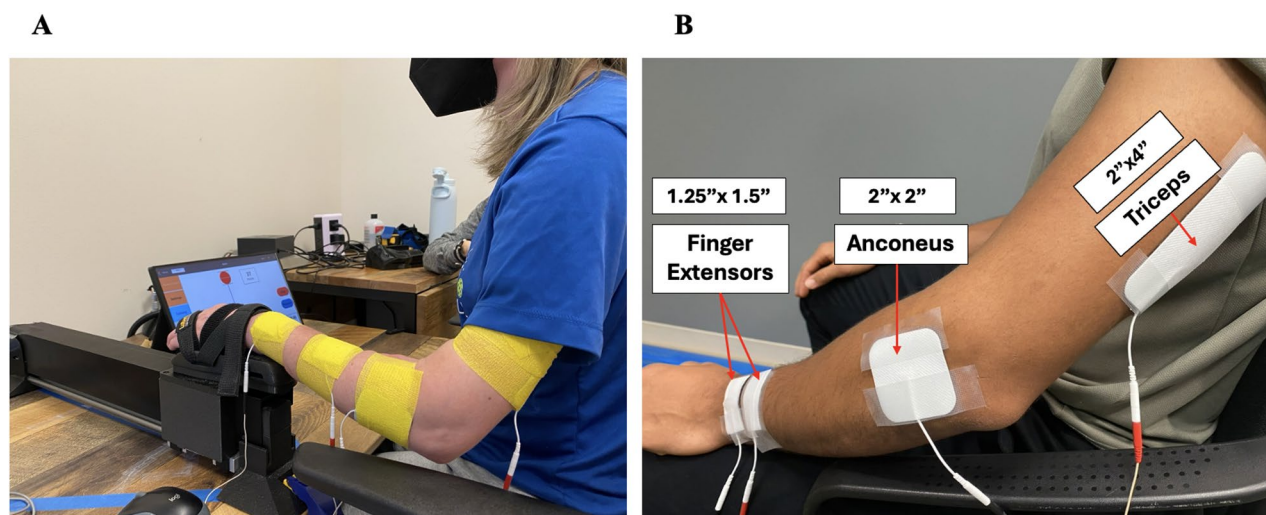 A
B
1.25”x 1.5”
Finger
Extensors
2”x 2”
Anconeus
2”x4”
Triceps